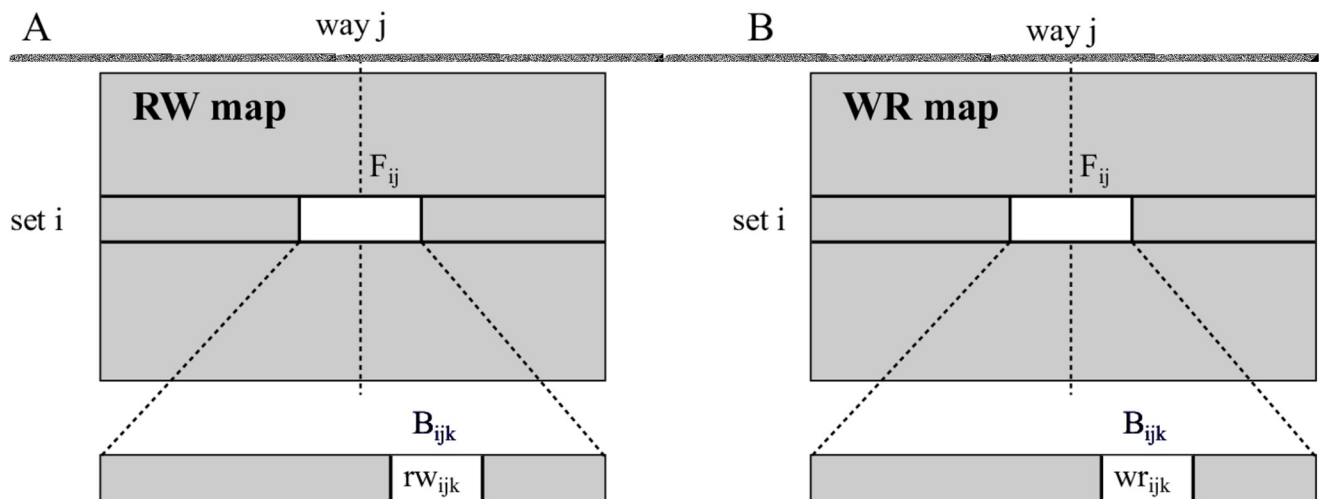 A
way j
RW map
F_ij
set i
B_ijk
rw_ijk
B
way j
WR map
F_ij
set i
B_ijk
wr_ijk